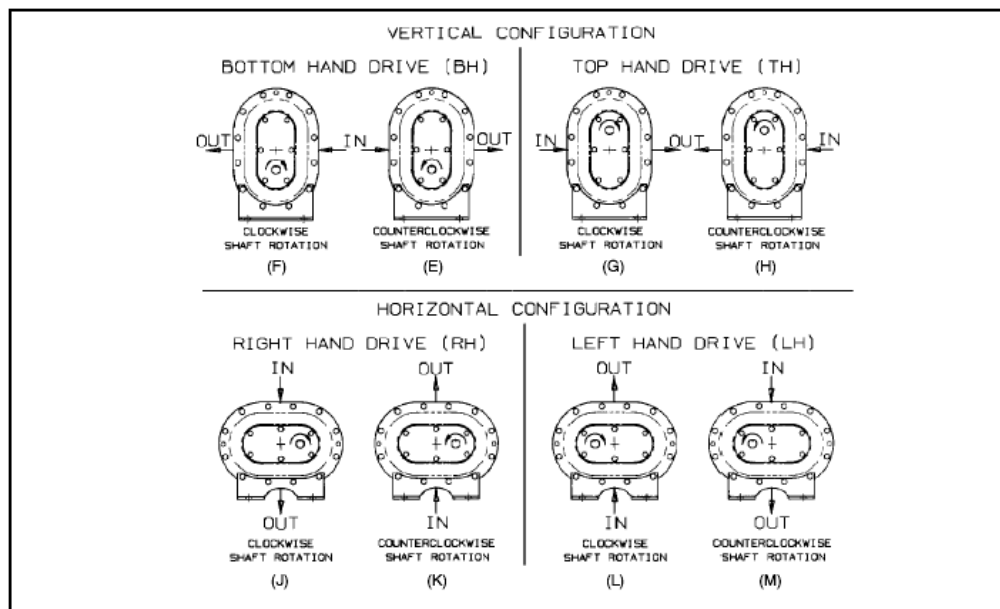 VERTICAL CONFIGURATION
BOTTOM HAND DRIVE (BH)
TOP HAND DRIVE (TH)
OUT
IN
OUT
IN
OUT
IN
CLOCKWISE
SHAFT ROTATION
(F)
COUNTERCLOCKWISE
SHAFT ROTATION
(E)
CLOCKWISE
SHAFT ROTATION
(G)
COUNTERCLOCKWISE
SHAFT ROTATION
(H)
HORIZONTAL CONFIGURATION
RIGHT HAND DRIVE (RH)
LEFT HAND DRIVE (LH)
IN
OUT
OUT
IN
OUT
IN
IN
OUT
CLOCKWISE
SHAFT ROTATION
(J)
COUNTERCLOCKWISE
SHAFT ROTATION
(K)
CLOCKWISE
SHAFT ROTATION
(L)
COUNTERCLOCKWISE
SHAFT ROTATION
(M)